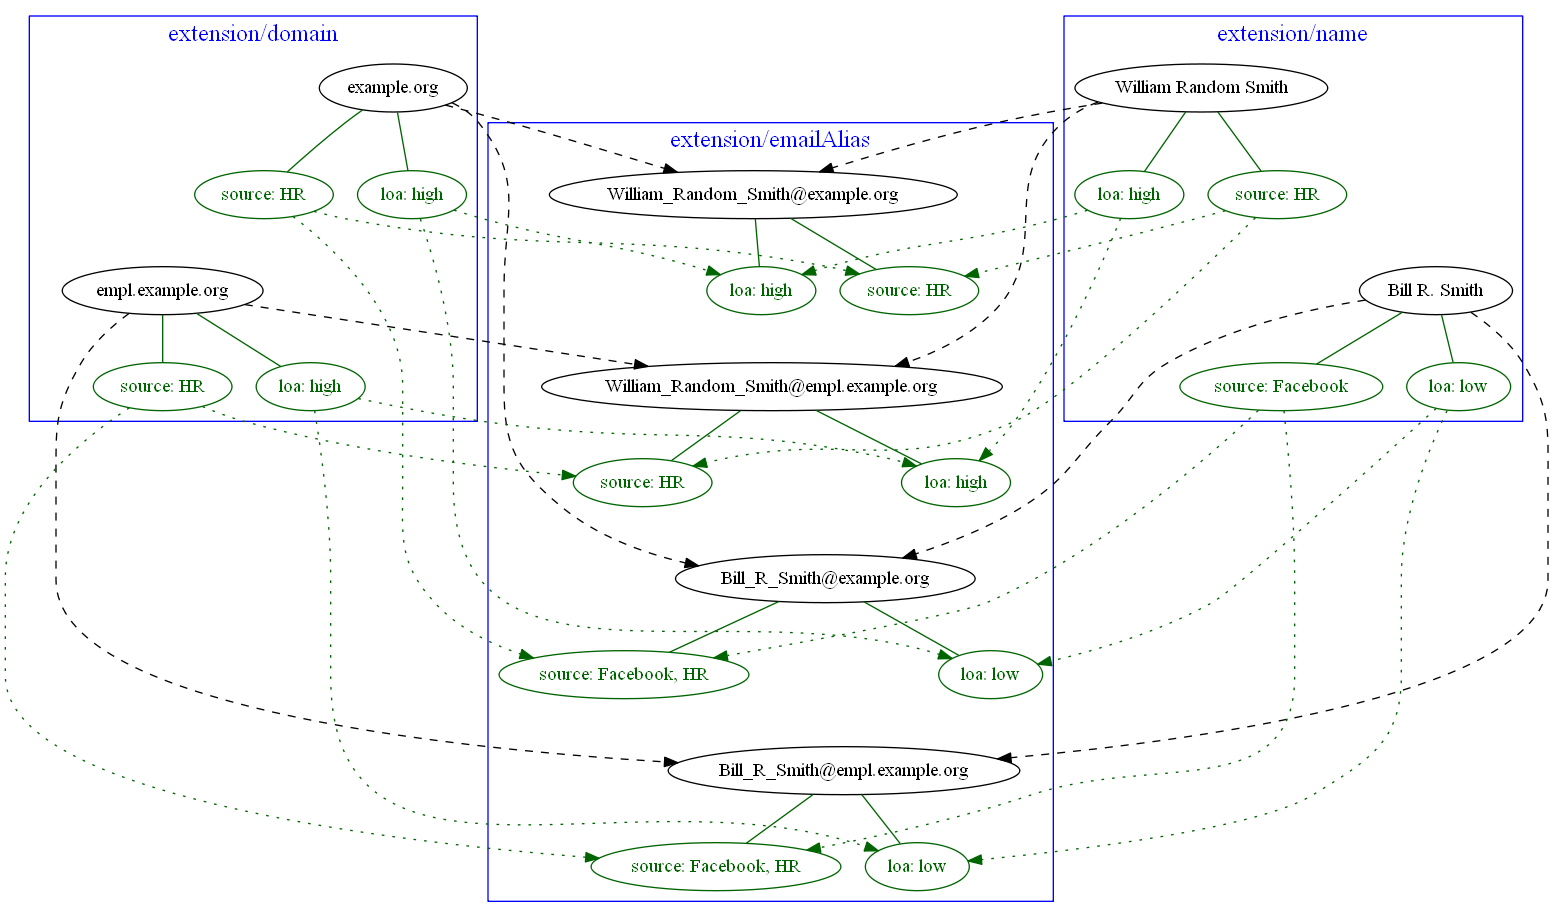 extension/domain
example.org
source: HR
loa: high
empl.example.org
source: HR
loa: high
extension/emailAlias
William_Random_Smith@example.org
loa: high
source: HR
William_Random_Smith@empl.example.org
source: HR
loa: high
Bill_R_Smith@example.org
source: Facebook, HR
loa: low
Bill_R_Smith@empl.example.org
source: Facebook, HR
loa: low
extension/name
William Random Smith
loa: high
source: HR
Bill R. Smith
source: Facebook
loa: low